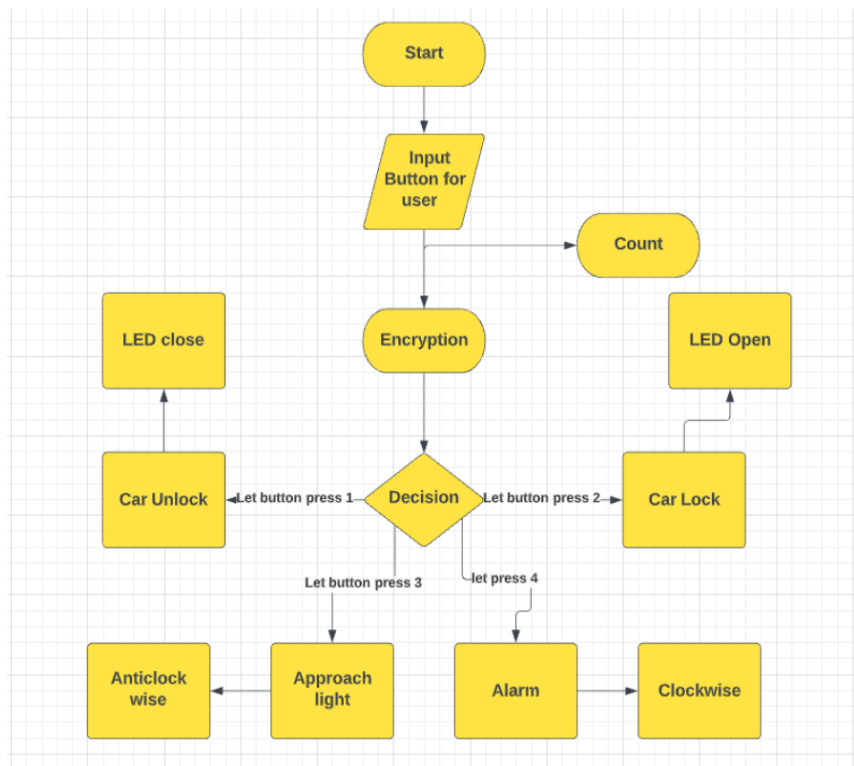 Start
Input
Button for
user
Count
Encryption
LED close
LED Open
Car Unlock
Let button press 1
Decision
Let button press 2
Car Lock
Let button press 3
let press 4
Anticlock
wise
Approach
light
Alarm
Clockwise